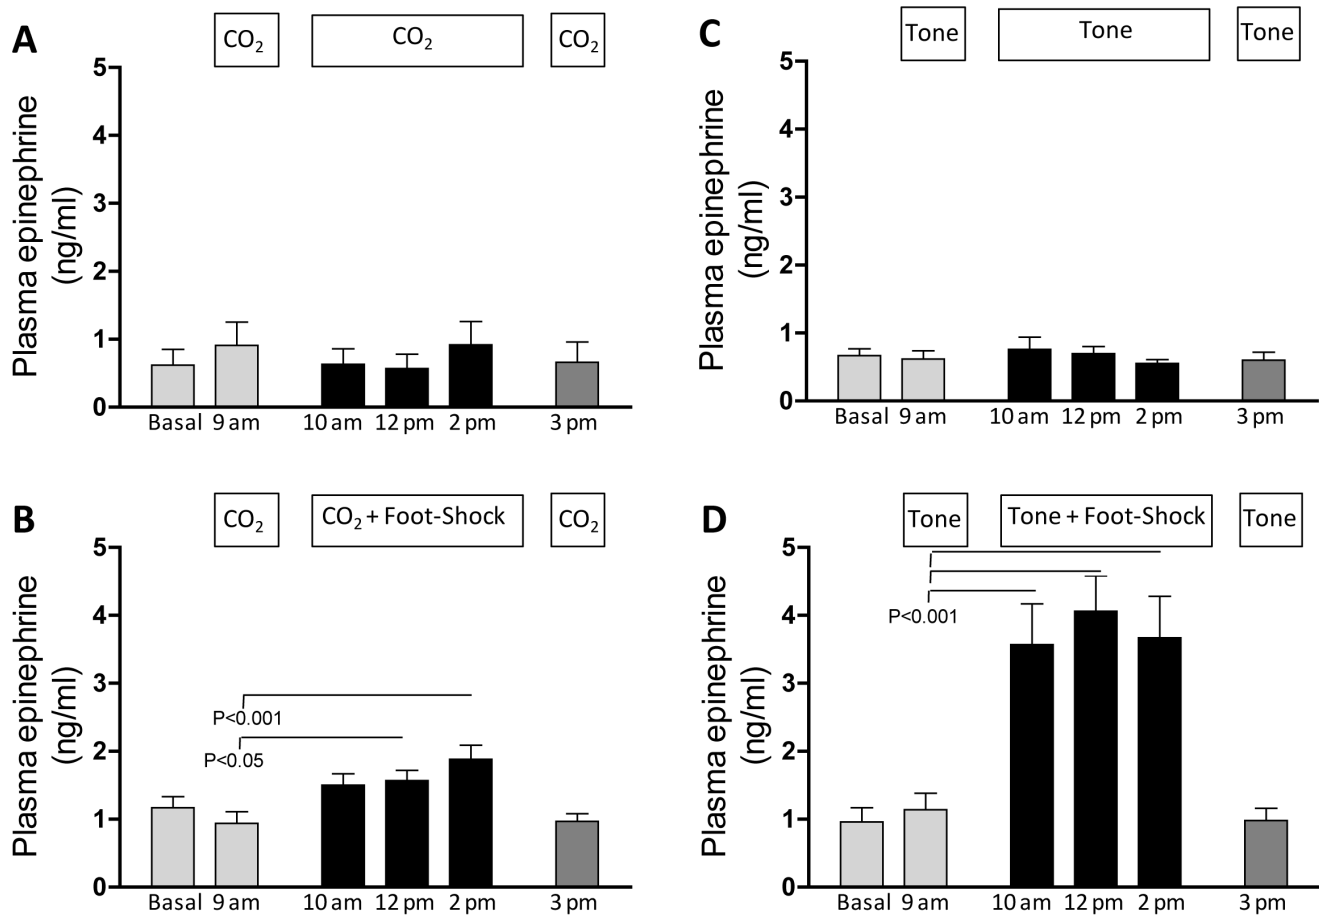 A
CO₂ CO₂ CO₂
Plasma epinephrine
(ng/ml)
5
4
3
2
1
0
Basal 9 am 10 am 12 pm 2 pm 3 pm
C
Tone Tone Tone
Plasma epinephrine
(ng/ml)
5
4
3
2
1
0
Basal 9 am 10 am 12 pm 2 pm 3 pm
B
CO₂ CO₂ + Foot-Shock CO₂
Plasma epinephrine
(ng/ml)
5
4
3
2
1
0
P<0.001
P<0.05
Basal 9 am 10 am 12 pm 2 pm 3 pm
D
Tone Tone + Foot-Shock Tone
Plasma epinephrine
(ng/ml)
5
4
3
2
1
0
P<0.001
Basal 9 am 10 am 12 pm 2 pm 3 pm